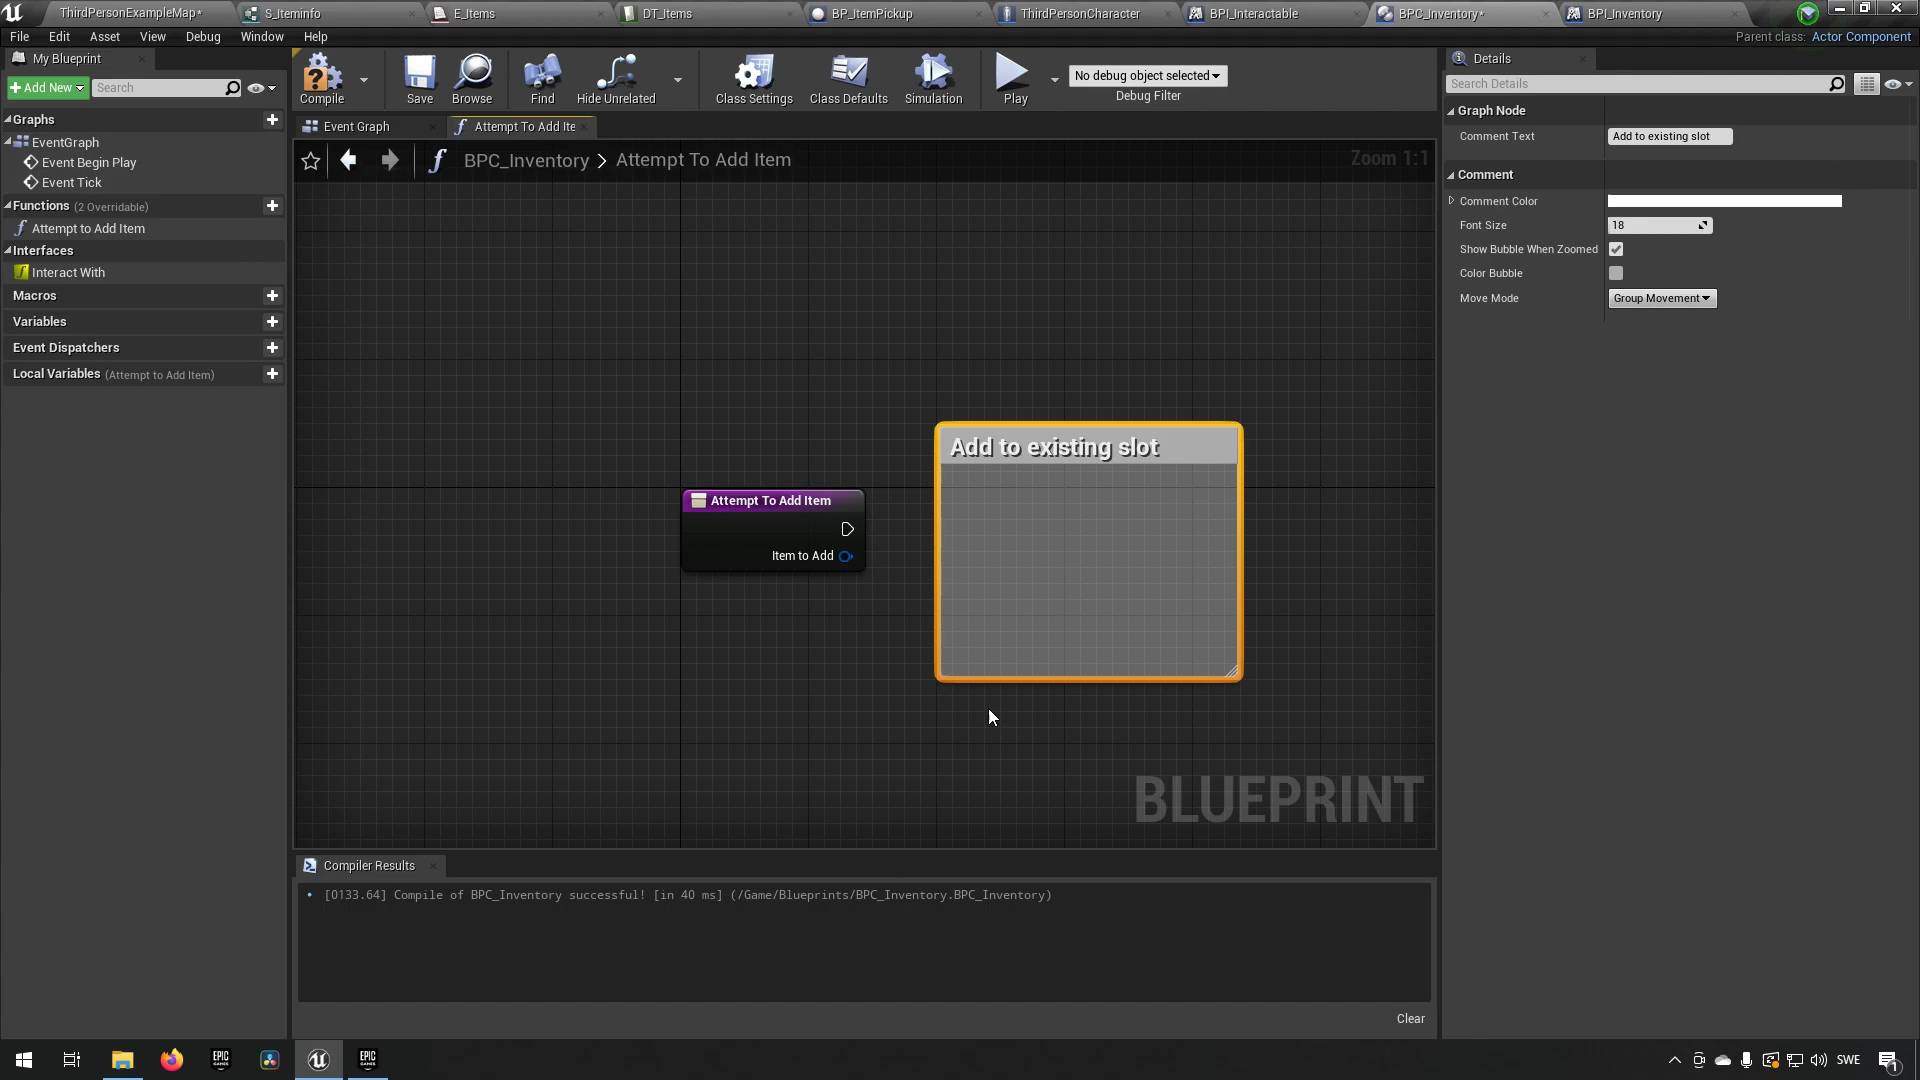 ThirdPersonExampleMap*
S_Iteminfo
E_Items
DT_Items
BP_ItemPickup
ThirdPersonCharacter
BPI_Interactable
BPC_Inventory*
BPI_Inventory
File
Edit
Asset
View
Debug
Window
Help
Parent class: Actor Component
My Blueprint
Add New
Search
Graphs
EventGraph
Event Begin Play
Event Tick
Functions (2 Overridable)
Attempt to Add Item
Interfaces
Interact With
Macros
Variables
Event Dispatchers
Local Variables (Attempt to Add Item)
Compile
Save
Browse
Find
Hide Unrelated
Class Settings
Class Defaults
Simulation
Play
No debug object selected
Debug Filter
Event Graph
Attempt To Add Ite
BPC_Inventory > Attempt To Add Item
Zoom 1:1
Add to existing slot
Attempt To Add Item
Item to Add
BLUEPRINT
Compiler Results
[0133.64] Compile of BPC_Inventory successful! [in 40 ms] (/Game/Blueprints/BPC_Inventory.BPC_Inventory)
Clear
Details
Search Details
Graph Node
Comment Text
Add to existing slot
Comment
Comment Color
Font Size
18
Show Bubble When Zoomed
Color Bubble
Move Mode
Group Movement
EPIC
GAMES
EPIC
GAMES
SWE
1